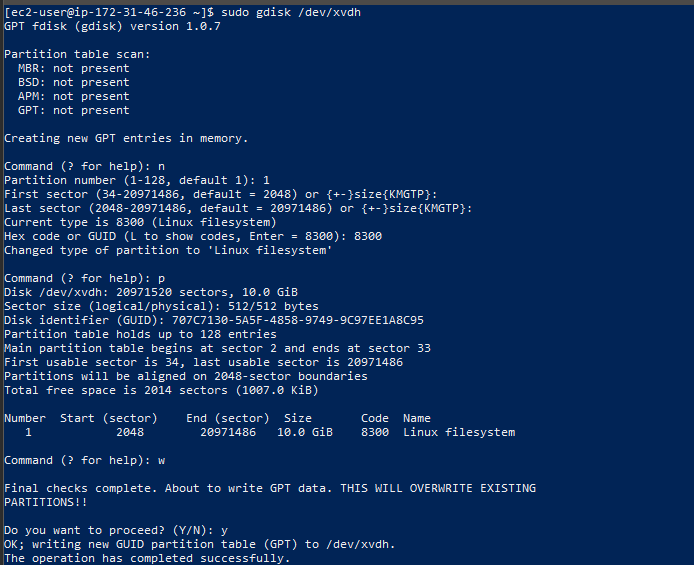 [ec2-user@ip-172-31-46-236 ~]$ sudo gdisk /dev/xvdh
GPT fdisk (gdisk) version 1.0.7
Partition table scan:
  MBR: not present
  BSD: not present
  APM: not present
  GPT: not present
Creating new GPT entries in memory.
Command (? for help): n
Partition number (1-128, default 1): 1
First sector (34-20971486, default = 2048) or {+-}size{KMGTP}:
Last sector (2048-20971486, default = 20971486) or {+-}size{KMGTP}:
Current type is 8300 (Linux filesystem)
Hex code or GUID (L to show codes, Enter = 8300): 8300
Changed type of partition to 'Linux filesystem'
Command (? for help): p
Disk /dev/xvdh: 20971520 sectors, 10.0 GiB
Sector size (logical/physical): 512/512 bytes
Disk identifier (GUID): 707C7130-5A5F-4858-9749-9C97EE1A8C95
Partition table holds up to 128 entries
Main partition table begins at sector 2 and ends at sector 33
First usable sector is 34, last usable sector is 20971486
Partitions will be aligned on 2048-sector boundaries
Total free space is 2014 sectors (1007.0 KiB)
Number  Start (sector)    End (sector)  Size       Code  Name
   1            2048        20971486   10.0 GiB    8300  Linux filesystem
Command (? for help): w
Final checks complete. About to write GPT data. THIS WILL OVERWRITE EXISTING
PARTITIONS!!
Do you want to proceed? (Y/N): y
OK; writing new GUID partition table (GPT) to /dev/xvdh.
The operation has completed successfully.